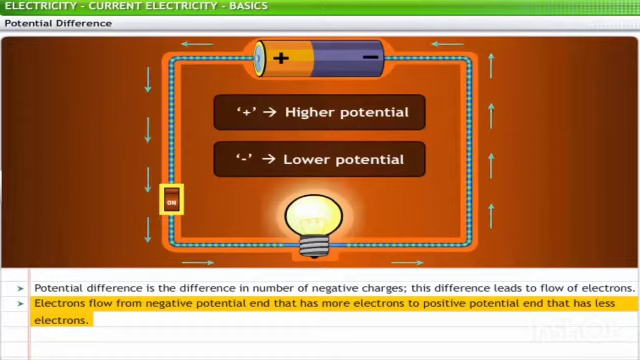 ELECTRICITY - CURRENT ELECTRICITY - BASICS
Potential Difference
+ −
‘+’ → Higher potential
‘-’ → Lower potential
ON
Potential difference is the difference in number of negative charges; this difference leads to flow of electrons.
Electrons flow from negative potential end that has more electrons to positive potential end that has less
electrons.